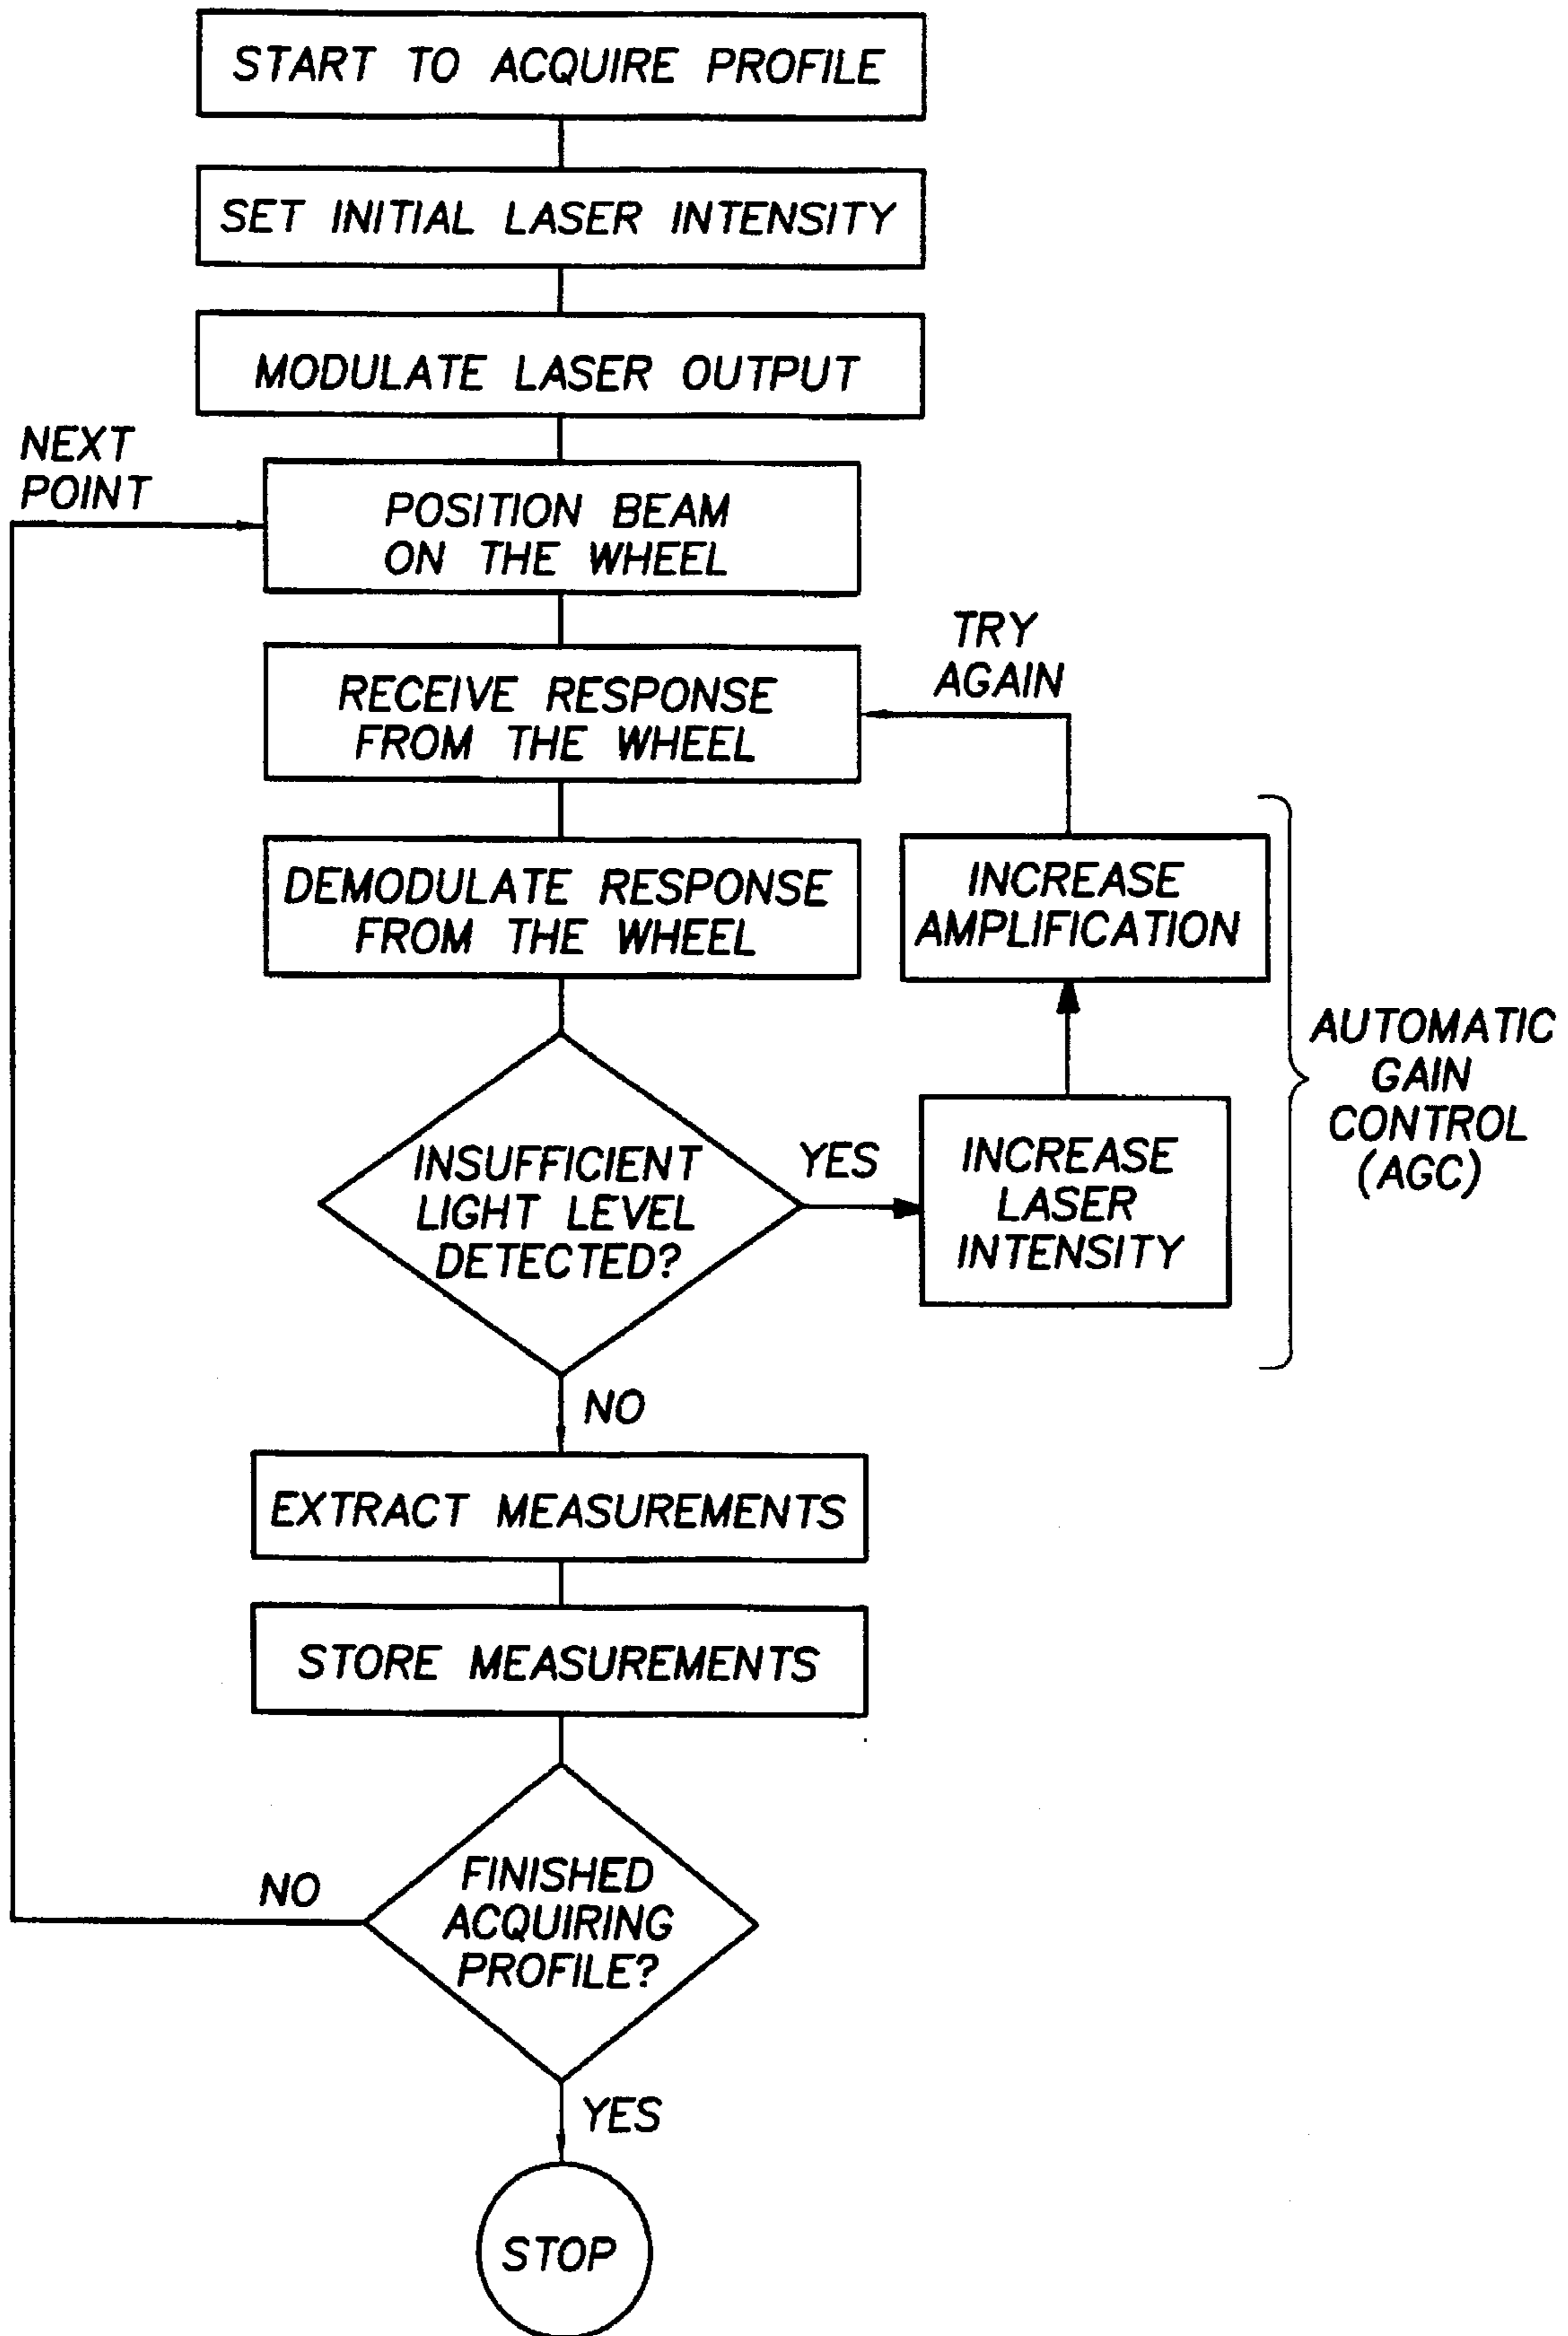 START TO ACQUIRE PROFILE
SET INITIAL LASER INTENSITY
MODULATE LASER OUTPUT
NEXT
POINT
POSITION BEAM
ON THE WHEEL
TRY
AGAIN
RECEIVE RESPONSE
FROM THE WHEEL
DEMODULATE RESPONSE
FROM THE WHEEL
INCREASE
AMPLIFICATION
AUTOMATIC
GAIN
CONTROL
(AGC)
INSUFFICIENT
LIGHT LEVEL
DETECTED?
YES
INCREASE
LASER
INTENSITY
NO
EXTRACT MEASUREMENTS
STORE MEASUREMENTS
FINISHED
ACQUIRING
PROFILE?
NO
YES
STOP